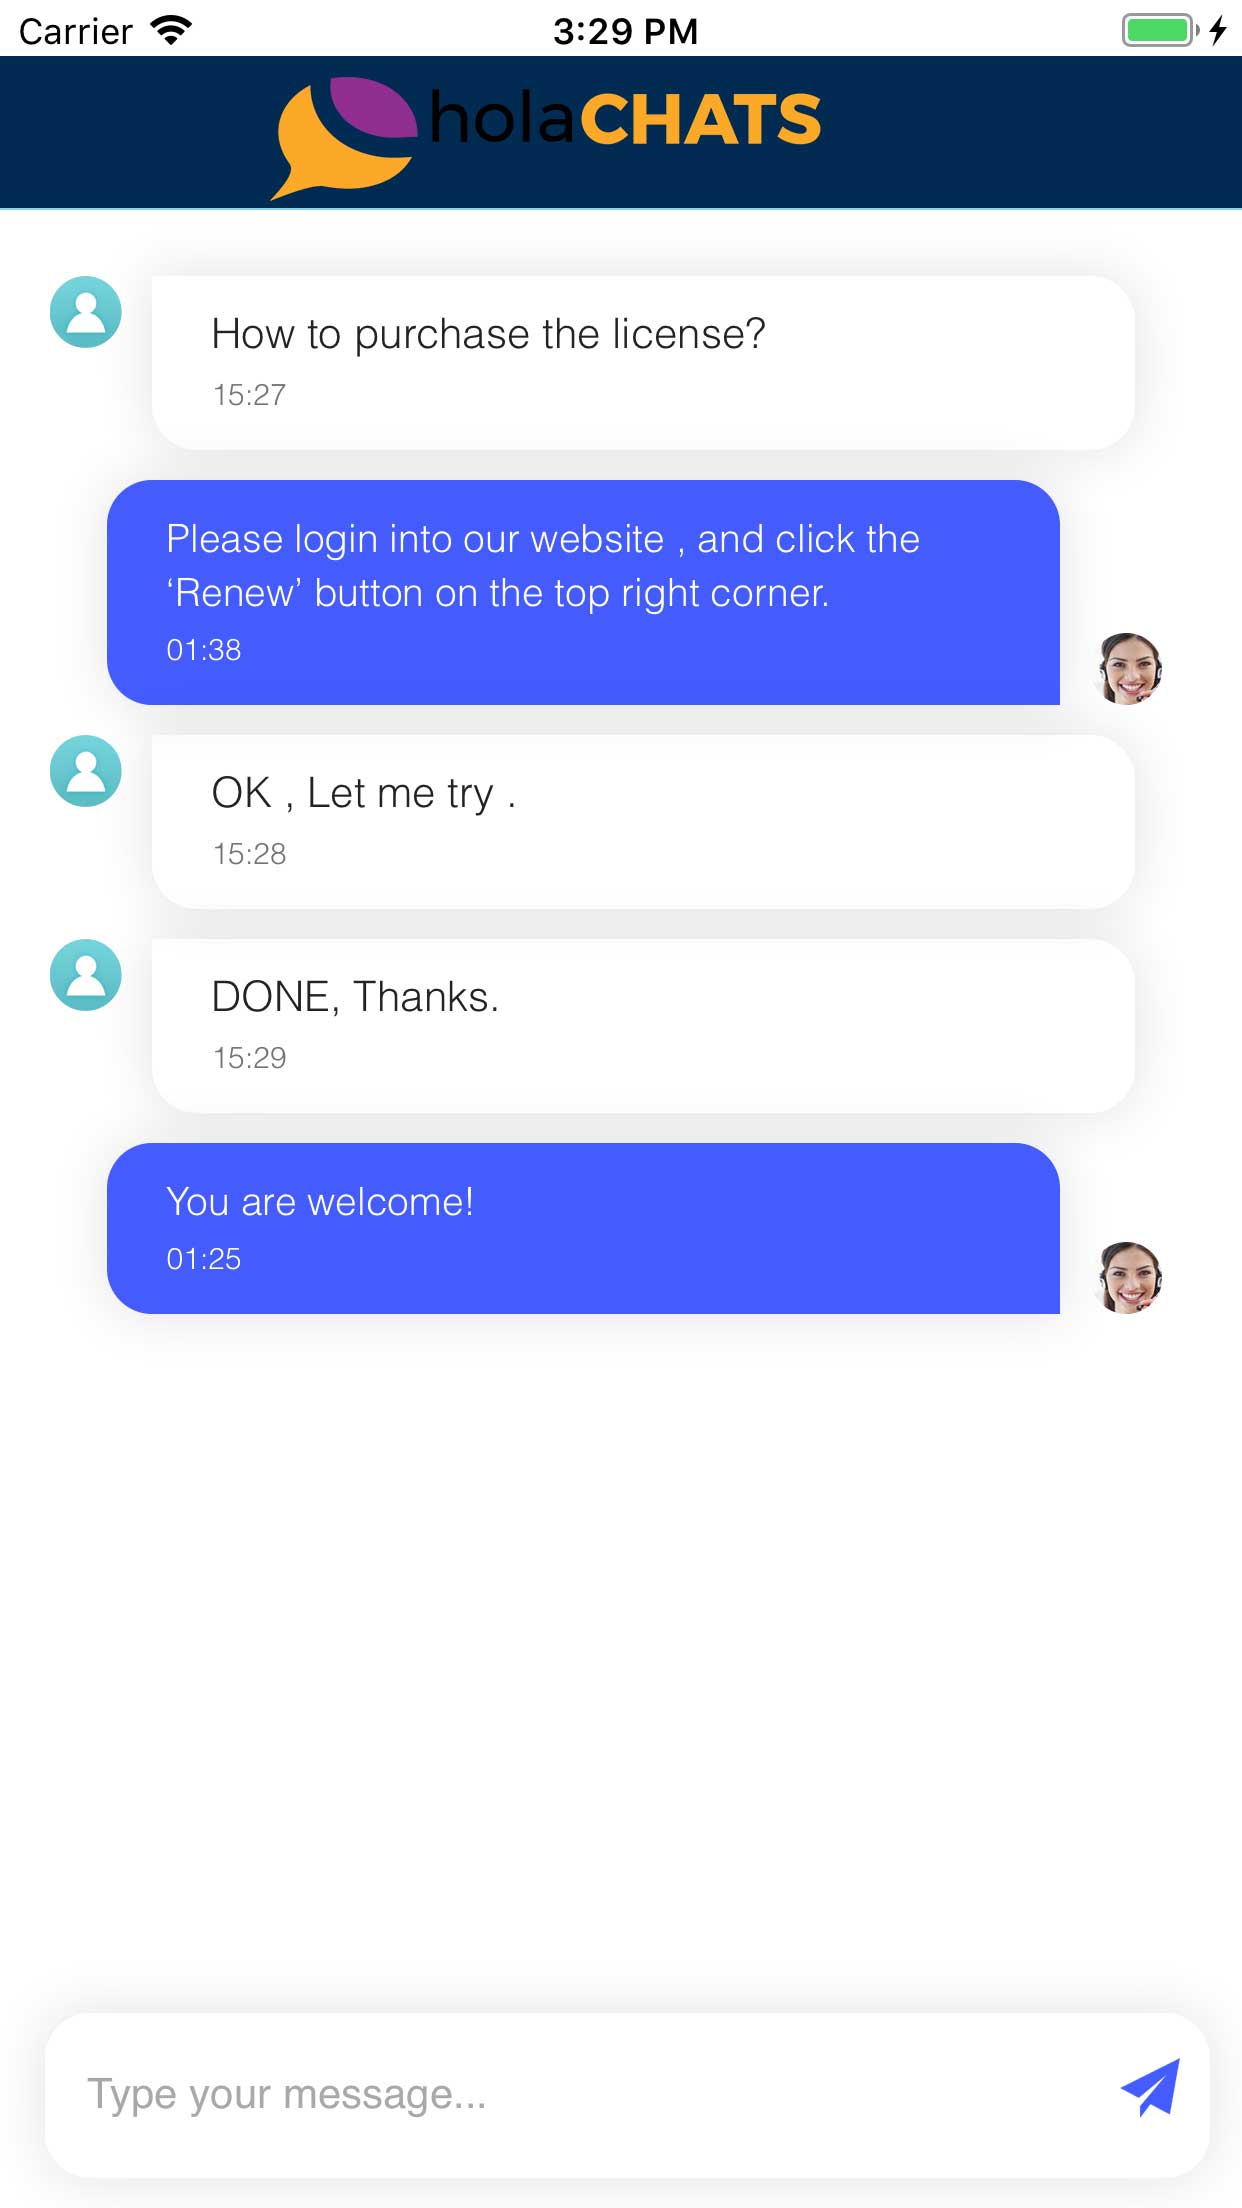 Carrier 3:29 PM
holaCHATS
How to purchase the license?
15:27
Please login into our website , and click the
‘Renew’ button on the top right corner.
01:38
OK , Let me try .
15:28
DONE, Thanks.
15:29
You are welcome!
01:25
Type your message...